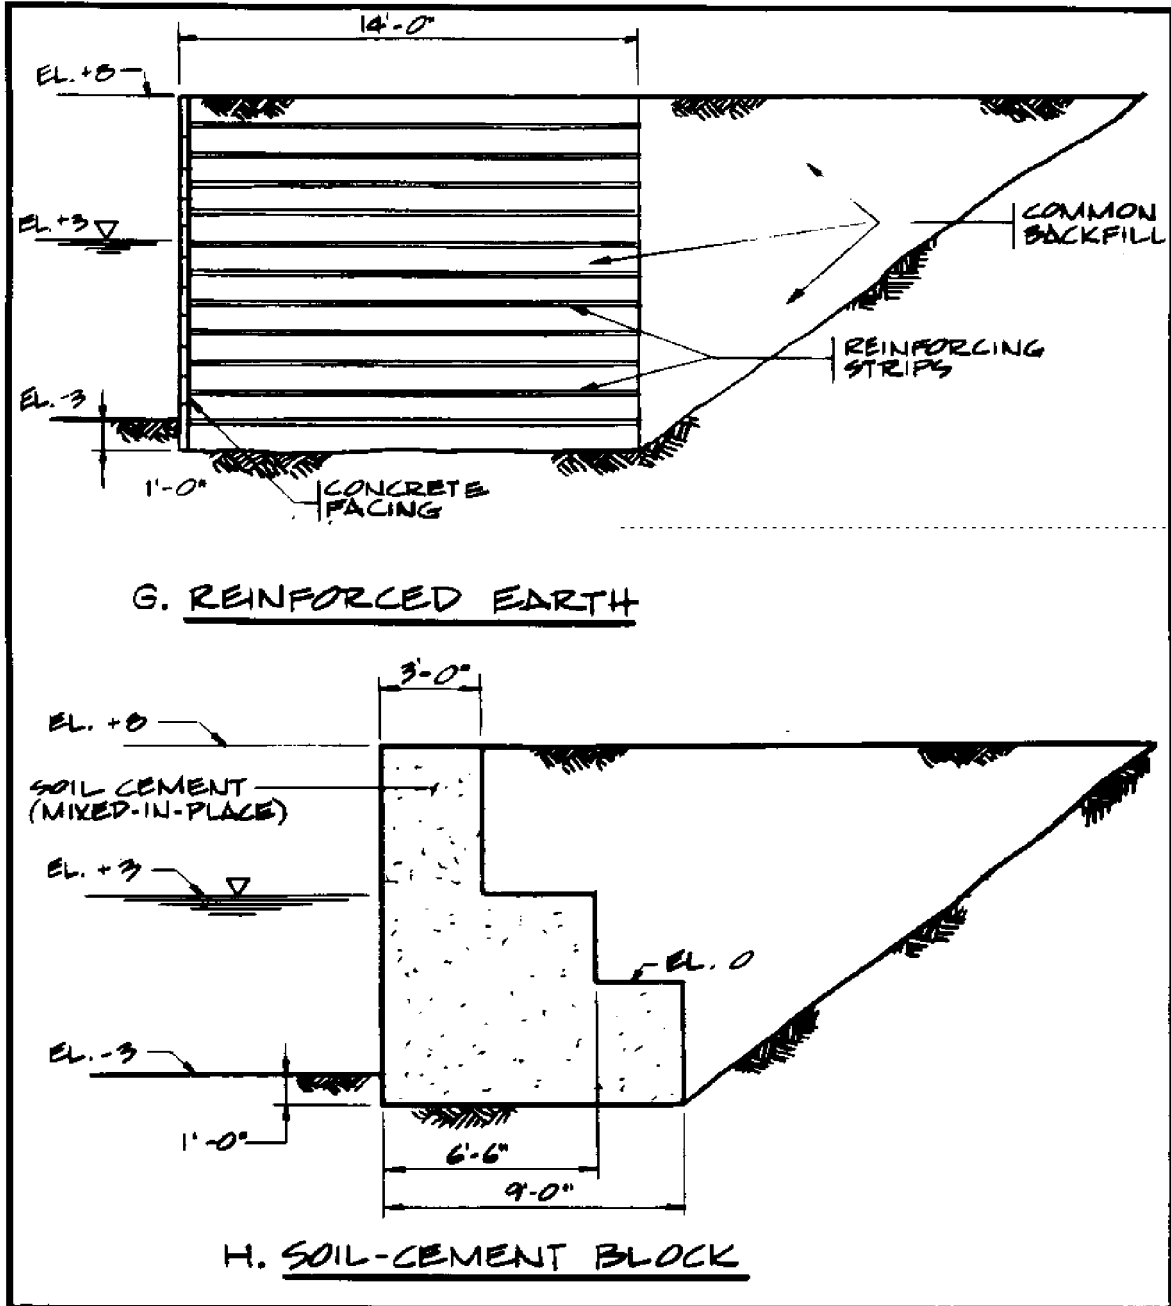 14'-0"
EL. +8
EL. +3
COMMON
BACKFILL
REINFORCING
STRIPS
EL. -3
1'-0"
CONCRETE
FACING
G. REINFORCED EARTH
3'-0"
EL. +8
SOIL CEMENT
(MIXED-IN-PLACE)
EL. +3
EL. 0
EL. -3
1'-0"
6'-6"
9'-0"
H. SOIL-CEMENT BLOCK